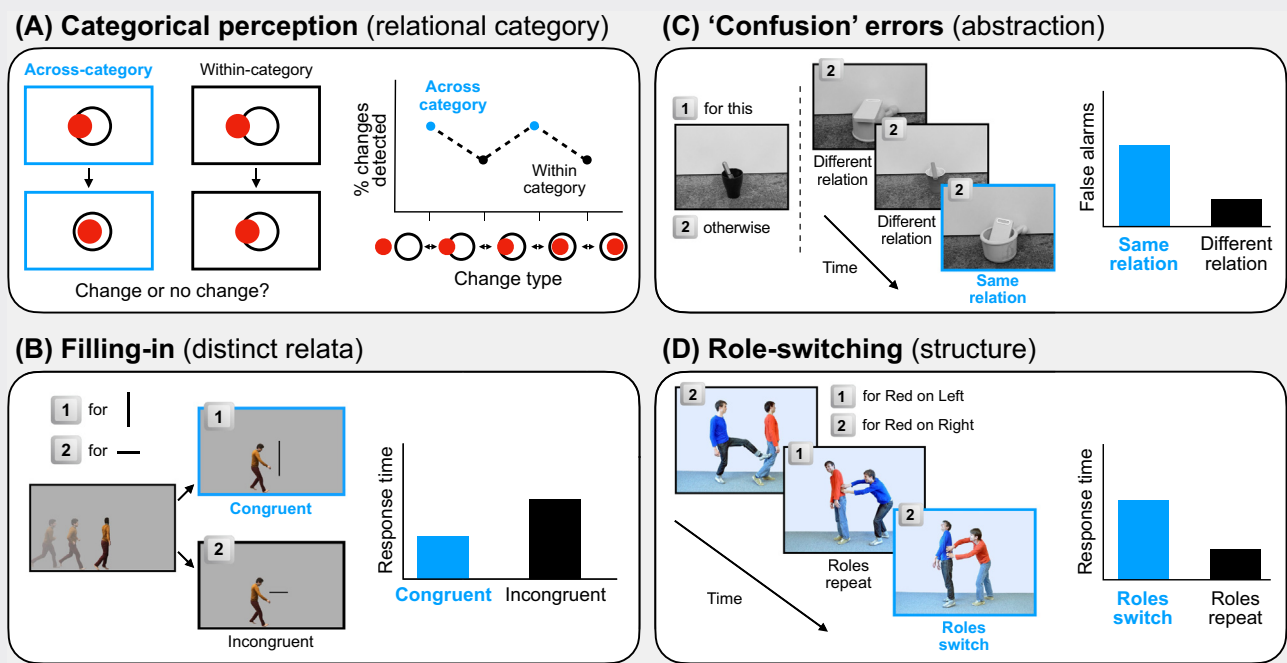 (A) Categorical perception (relational category)
Across-category
Within-category
Change or no change?
% changes
detected
Across
category
Within
category
Change type
(C) ‘Confusion’ errors (abstraction)
1 for this
2 otherwise
2
Different
relation
2
Different
relation
2
Same
relation
Time
False alarms
Same
relation
Different
relation
(B) Filling-in (distinct relata)
1 for
2 for
1
Congruent
2
Incongruent
Response time
Congruent
Incongruent
(D) Role-switching (structure)
2
1 for Red on Left
2 for Red on Right
1
Roles
repeat
2
Roles
switch
Time
Response time
Roles
switch
Roles
repeat